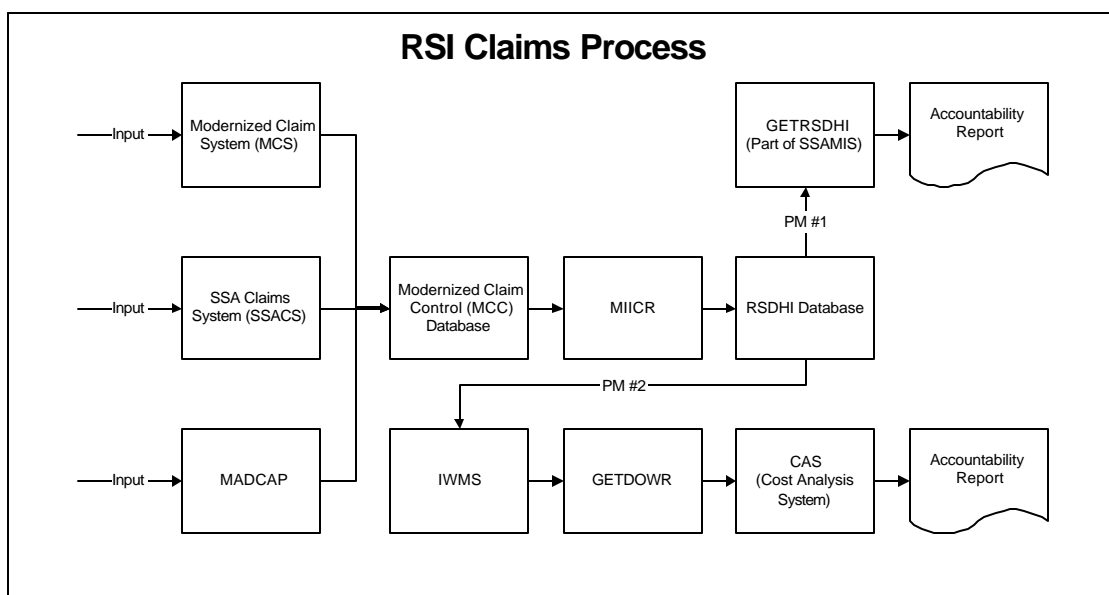 RSI Claims Process
Input
Modernized Claim
System (MCS)
GETRSDHI
(Part of SSAMIS)
Accountability
Report
PM #1
Input
SSA Claims
System (SSACS)
Modernized Claim
Control (MCC)
Database
MIICR
RSDHI Database
PM #2
Input
MADCAP
IWMS
GETDOWR
CAS
(Cost Analysis
System)
Accountability
Report